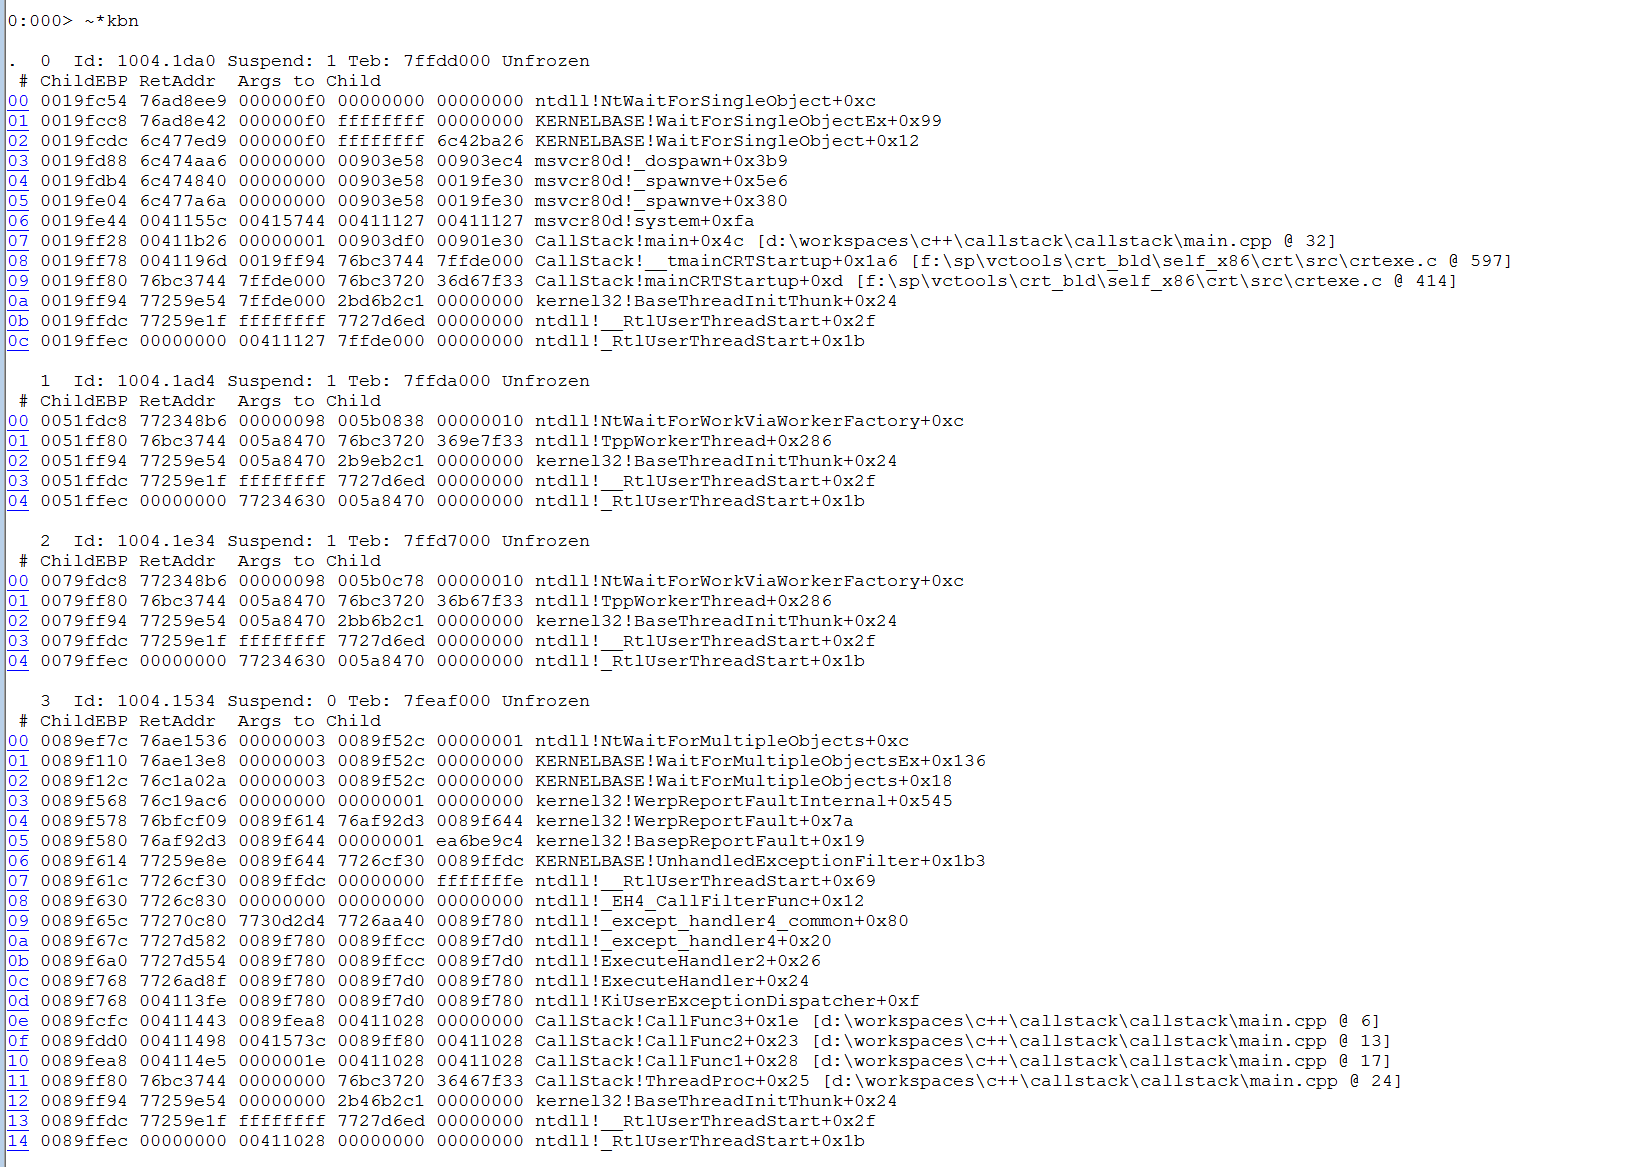 0:000> ~*kbn
.  0  Id: 1004.1da0 Suspend: 1 Teb: 7ffdd000 Unfrozen
 # ChildEBP RetAddr  Args to Child
00 0019fc54 76ad8ee9 000000f0 00000000 00000000 ntdll!NtWaitForSingleObject+0xc
01 0019fcc8 76ad8e42 000000f0 ffffffff 00000000 KERNELBASE!WaitForSingleObjectEx+0x99
02 0019fcdc 6c477ed9 000000f0 ffffffff 6c42ba26 KERNELBASE!WaitForSingleObject+0x12
03 0019fd88 6c474aa6 00000000 00903e58 00903ec4 msvcr80d!_dospawn+0x3b9
04 0019fdb4 6c474840 00000000 00903e58 0019fe30 msvcr80d!_spawnve+0x5e6
05 0019fe04 6c477a6a 00000000 00903e58 0019fe30 msvcr80d!_spawnve+0x380
06 0019fe44 0041155c 00415744 00411127 00411127 msvcr80d!system+0xfa
07 0019ff28 00411b26 00000001 00903df0 00901e30 CallStack!main+0x4c [d:\workspaces\c++\callstack\callstack\main.cpp @ 32]
08 0019ff78 0041196d 0019ff94 76bc3744 7ffde000 CallStack!__tmainCRTStartup+0x1a6 [f:\sp\vctools\crt_bld\self_x86\crt\src\crtexe.c @ 597]
09 0019ff80 76bc3744 7ffde000 76bc3720 36d67f33 CallStack!mainCRTStartup+0xd [f:\sp\vctools\crt_bld\self_x86\crt\src\crtexe.c @ 414]
0a 0019ff94 77259e54 7ffde000 2bd6b2c1 00000000 kernel32!BaseThreadInitThunk+0x24
0b 0019ffdc 77259e1f ffffffff 7727d6ed 00000000 ntdll!__RtlUserThreadStart+0x2f
0c 0019ffec 00000000 00411127 7ffde000 00000000 ntdll!_RtlUserThreadStart+0x1b
   1  Id: 1004.1ad4 Suspend: 1 Teb: 7ffda000 Unfrozen
 # ChildEBP RetAddr  Args to Child
00 0051fdc8 772348b6 00000098 005b0838 00000010 ntdll!NtWaitForWorkViaWorkerFactory+0xc
01 0051ff80 76bc3744 005a8470 76bc3720 369e7f33 ntdll!TppWorkerThread+0x286
02 0051ff94 77259e54 005a8470 2b9eb2c1 00000000 kernel32!BaseThreadInitThunk+0x24
03 0051ffdc 77259e1f ffffffff 7727d6ed 00000000 ntdll!__RtlUserThreadStart+0x2f
04 0051ffec 00000000 77234630 005a8470 00000000 ntdll!_RtlUserThreadStart+0x1b
   2  Id: 1004.1e34 Suspend: 1 Teb: 7ffd7000 Unfrozen
 # ChildEBP RetAddr  Args to Child
00 0079fdc8 772348b6 00000098 005b0c78 00000010 ntdll!NtWaitForWorkViaWorkerFactory+0xc
01 0079ff80 76bc3744 005a8470 76bc3720 36b67f33 ntdll!TppWorkerThread+0x286
02 0079ff94 77259e54 005a8470 2bb6b2c1 00000000 kernel32!BaseThreadInitThunk+0x24
03 0079ffdc 77259e1f ffffffff 7727d6ed 00000000 ntdll!__RtlUserThreadStart+0x2f
04 0079ffec 00000000 77234630 005a8470 00000000 ntdll!_RtlUserThreadStart+0x1b
   3  Id: 1004.1534 Suspend: 0 Teb: 7feaf000 Unfrozen
 # ChildEBP RetAddr  Args to Child
00 0089ef7c 76ae1536 00000003 0089f52c 00000001 ntdll!NtWaitForMultipleObjects+0xc
01 0089f110 76ae13e8 00000003 0089f52c 00000000 KERNELBASE!WaitForMultipleObjectsEx+0x136
02 0089f12c 76c1a02a 00000003 0089f52c 00000000 KERNELBASE!WaitForMultipleObjects+0x18
03 0089f568 76c19ac6 00000000 00000001 00000000 kernel32!WerpReportFaultInternal+0x545
04 0089f578 76bfcf09 0089f614 76af92d3 0089f644 kernel32!WerpReportFault+0x7a
05 0089f580 76af92d3 0089f644 00000001 ea6be9c4 kernel32!BasepReportFault+0x19
06 0089f614 77259e8e 0089f644 7726cf30 0089ffdc KERNELBASE!UnhandledExceptionFilter+0x1b3
07 0089f61c 7726cf30 0089ffdc 00000000 fffffffe ntdll!__RtlUserThreadStart+0x69
08 0089f630 7726c830 00000000 00000000 00000000 ntdll!_EH4_CallFilterFunc+0x12
09 0089f65c 77270c80 7730d2d4 7726aa40 0089f780 ntdll!_except_handler4_common+0x80
0a 0089f67c 7727d582 0089f780 0089ffcc 0089f7d0 ntdll!_except_handler4+0x20
0b 0089f6a0 7727d554 0089f780 0089ffcc 0089f7d0 ntdll!ExecuteHandler2+0x26
0c 0089f768 7726ad8f 0089f780 0089f7d0 0089f780 ntdll!ExecuteHandler+0x24
0d 0089f768 004113fe 0089f780 0089f7d0 0089f780 ntdll!KiUserExceptionDispatcher+0xf
0e 0089fcfc 00411443 0089fea8 00411028 00000000 CallStack!CallFunc3+0x1e [d:\workspaces\c++\callstack\callstack\main.cpp @ 6]
0f 0089fdd0 00411498 0041573c 0089ff80 00411028 CallStack!CallFunc2+0x23 [d:\workspaces\c++\callstack\callstack\main.cpp @ 13]
10 0089fea8 004114e5 0000001e 00411028 00411028 CallStack!CallFunc1+0x28 [d:\workspaces\c++\callstack\callstack\main.cpp @ 17]
11 0089ff80 76bc3744 00000000 76bc3720 36467f33 CallStack!ThreadProc+0x25 [d:\workspaces\c++\callstack\callstack\main.cpp @ 24]
12 0089ff94 77259e54 00000000 2b46b2c1 00000000 kernel32!BaseThreadInitThunk+0x24
13 0089ffdc 77259e1f ffffffff 7727d6ed 00000000 ntdll!__RtlUserThreadStart+0x2f
14 0089ffec 00000000 00411028 00000000 00000000 ntdll!_RtlUserThreadStart+0x1b